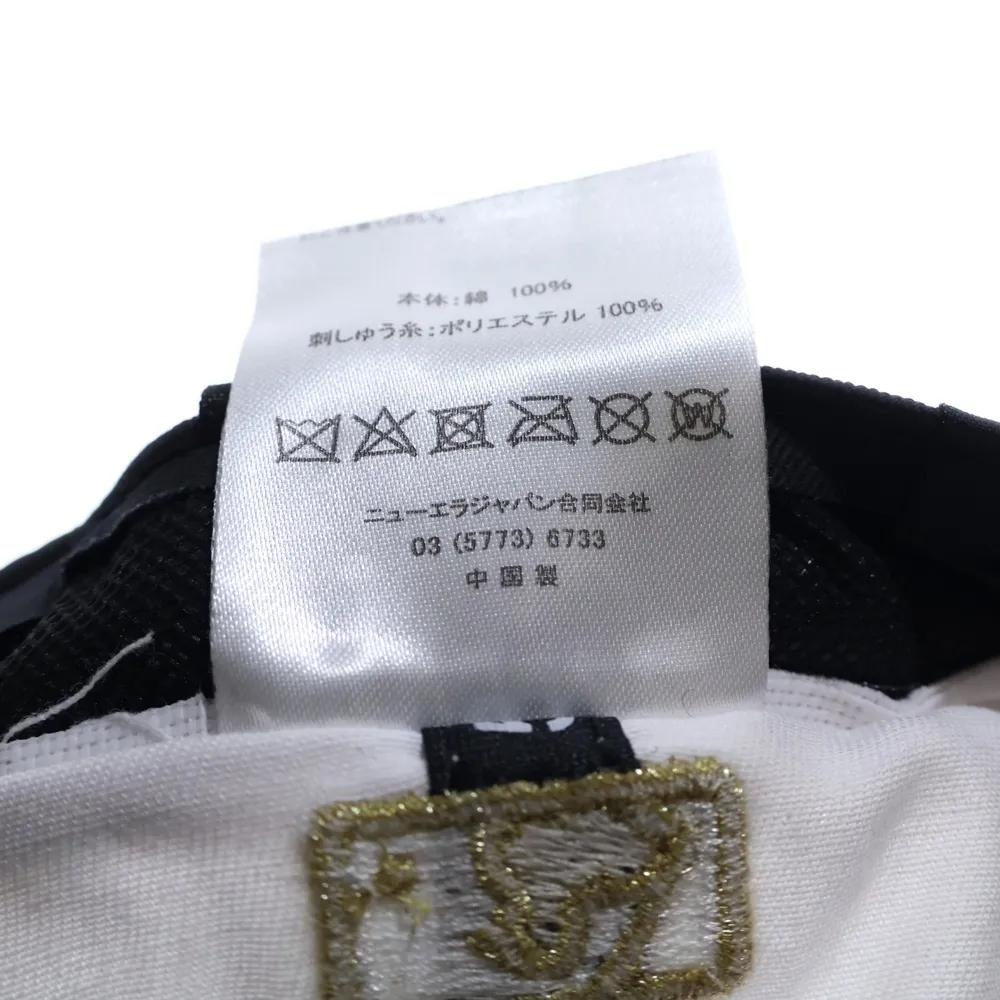 本体:綿 100%
刺しゅう糸:ポリエステル 100%
W
ニューエラジャパン合同会社
03 (5773) 6733
中国製